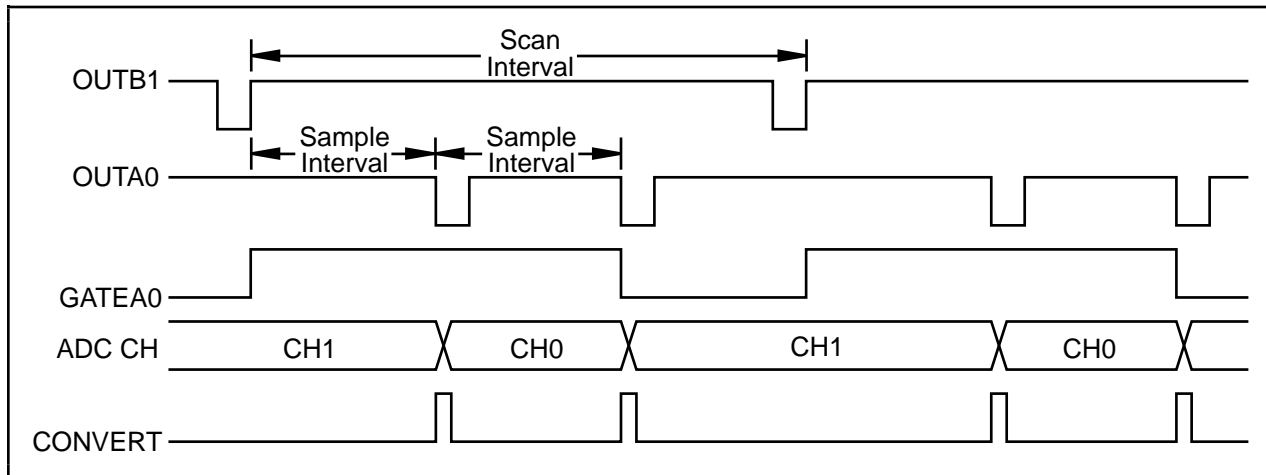 Scan
Interval
OUTB1
Sample
Interval
Sample
Interval
OUTA0
GATEA0
ADC CH
CH1
CH0
CH1
CH0
CONVERT